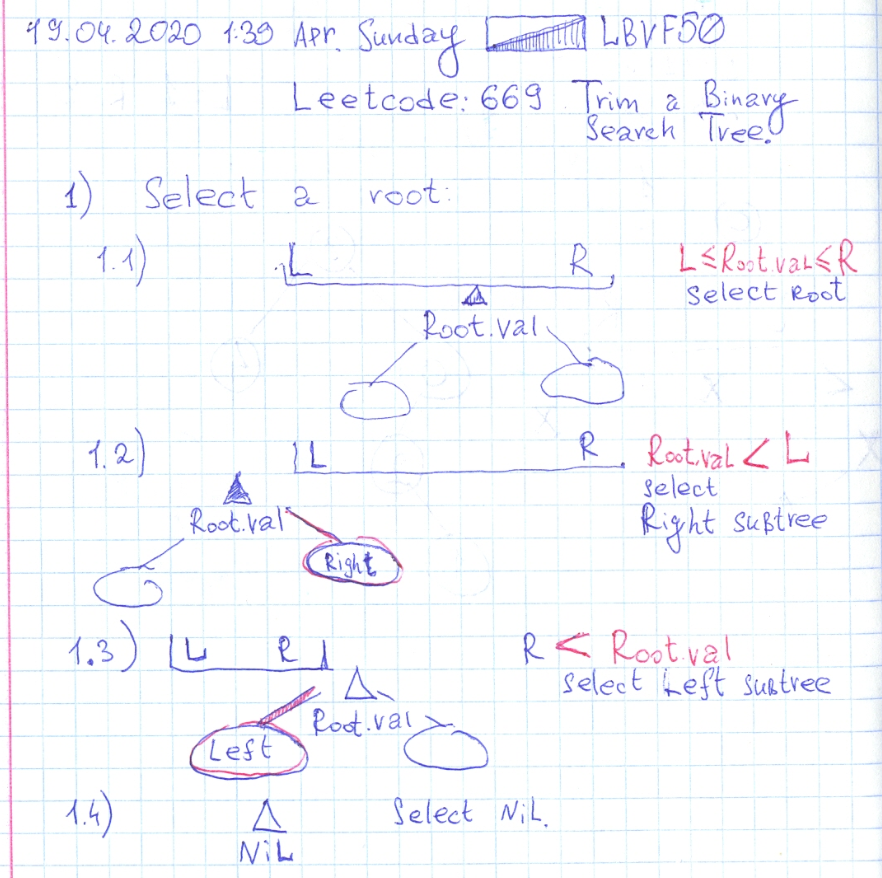 19.04.2020 1:39 Apr. Sunday LBVF50
Leetcode: 669 Trim a Binary
Search Tree.
1) Select a root:
1.1) L R L≤Root.val≤R
Select Root
Root.val
1.2) L R Root.val < L
select
Root.val Right subtree
Right
1.3) L R R < Root.val
select Left subtree
Root.val
Left
1.4) Select NiL.
NiL